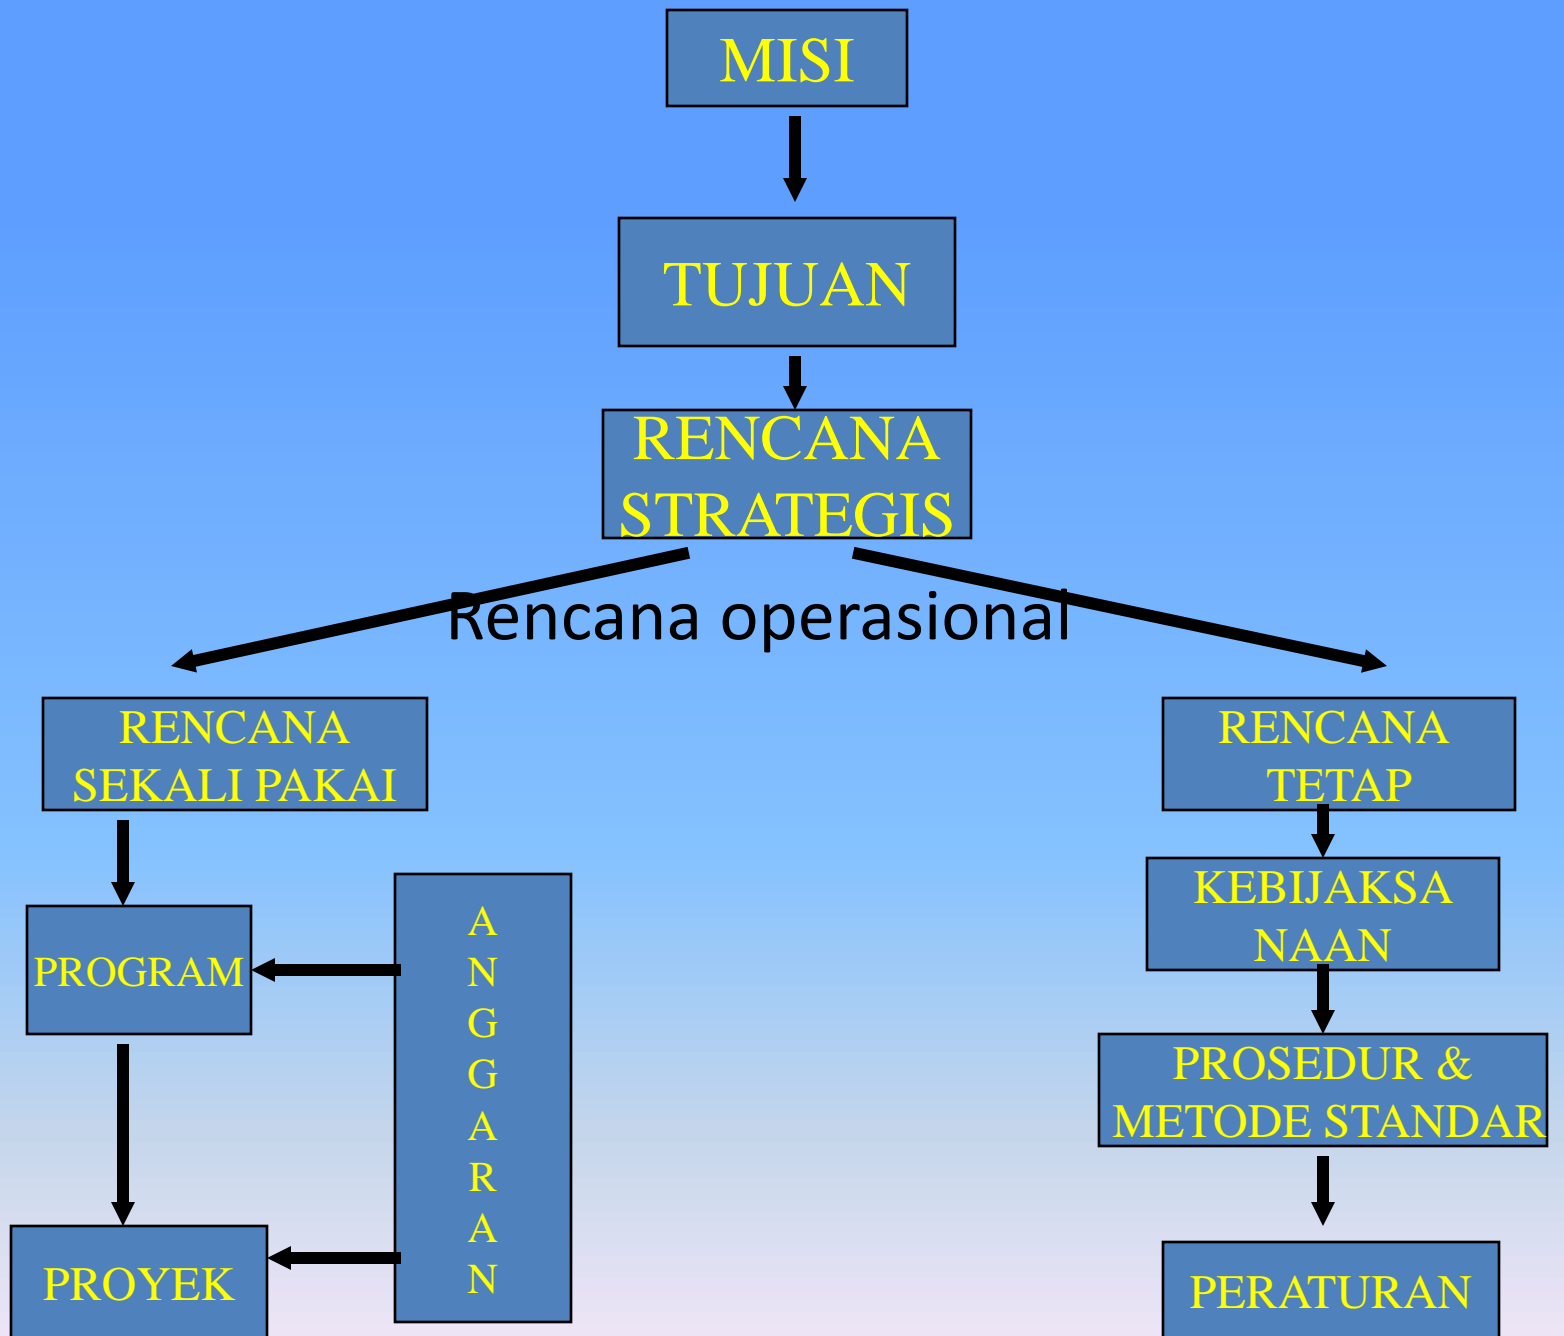 MISI
TUJUAN
RENCANA
STRATEGIS
Rencana operasional
RENCANA
SEKALI PAKAI
PROGRAM
PROYEK
A
N
G
G
A
R
A
N
RENCANA
TETAP
KEBIJAKSA
NAAN
PROSEDUR &
METODE STANDAR
PERATURAN